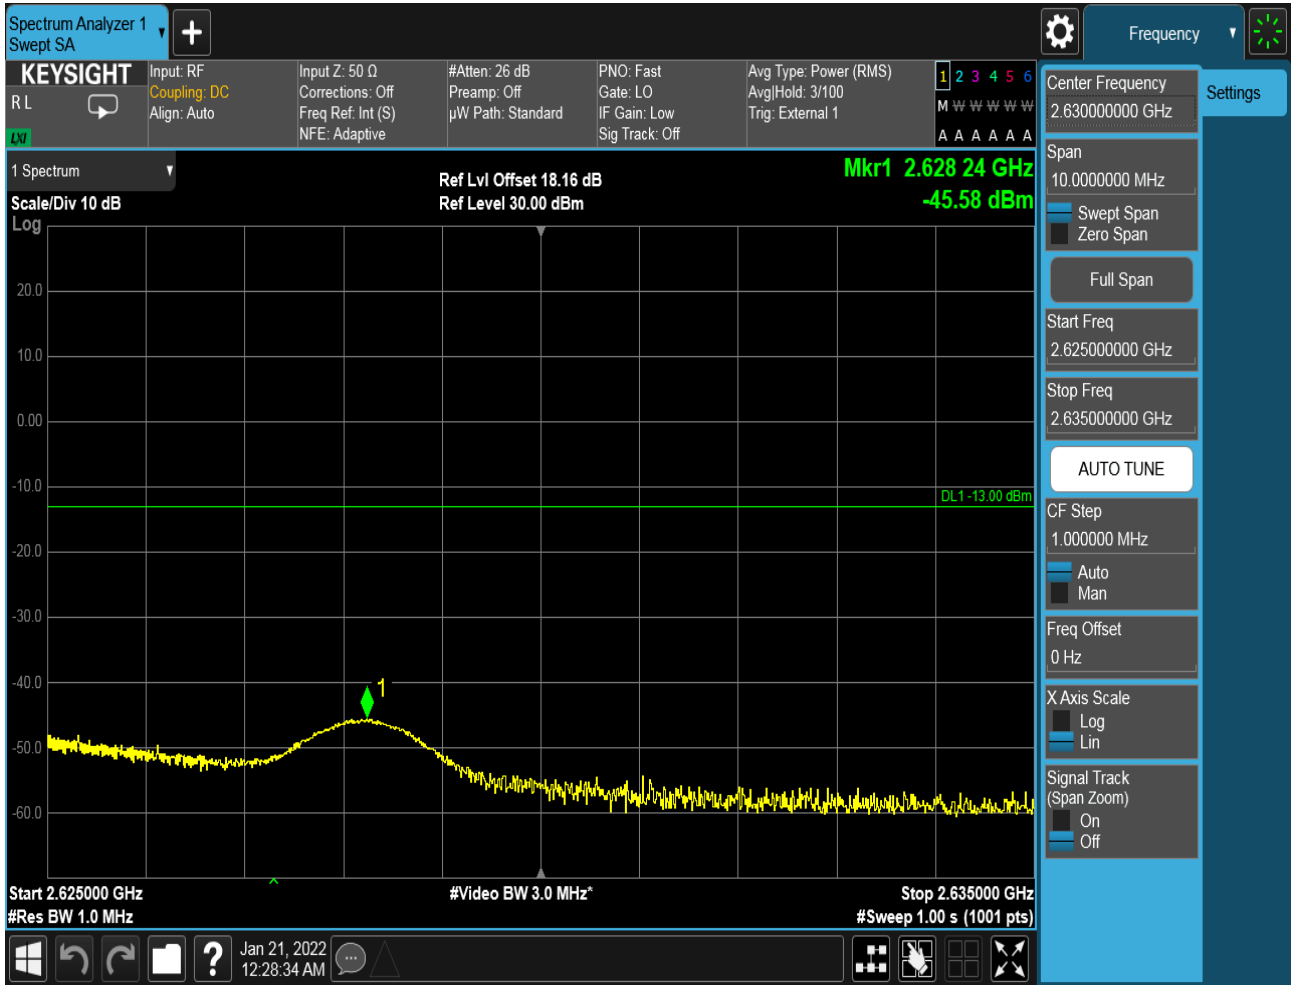 Spectrum Analyzer 1
Swept SA
Frequency
KEYSIGHT
R L
LXI
Input: RF
Coupling: DC
Align: Auto
Input Z: 50 Ω
Corrections: Off
Freq Ref: Int (S)
NFE: Adaptive
#Atten: 26 dB
Preamp: Off
µW Path: Standard
PNO: Fast
Gate: LO
IF Gain: Low
Sig Track: Off
Avg Type: Power (RMS)
Avg|Hold: 3/100
Trig: External 1
1 2 3 4 5 6
M W W W W W
A A A A A A
1 Spectrum
Scale/Div 10 dB
Log
Ref Lvl Offset 18.16 dB
Ref Level 30.00 dBm
Mkr1 2.628 24 GHz
-45.58 dBm
20.0
10.0
0.00
-10.0
DL1 -13.00 dBm
-20.0
-30.0
-40.0
1
-50.0
-60.0
Start 2.625000 GHz
#Res BW 1.0 MHz
#Video BW 3.0 MHz*
Stop 2.635000 GHz
#Sweep 1.00 s (1001 pts)
Center Frequency
2.630000000 GHz
Settings
Span
10.0000000 MHz
Swept Span
Zero Span
Full Span
Start Freq
2.625000000 GHz
Stop Freq
2.635000000 GHz
AUTO TUNE
CF Step
1.000000 MHz
Auto
Man
Freq Offset
0 Hz
X Axis Scale
Log
Lin
Signal Track
(Span Zoom)
On
Off
?
Jan 21, 2022
12:28:34 AM